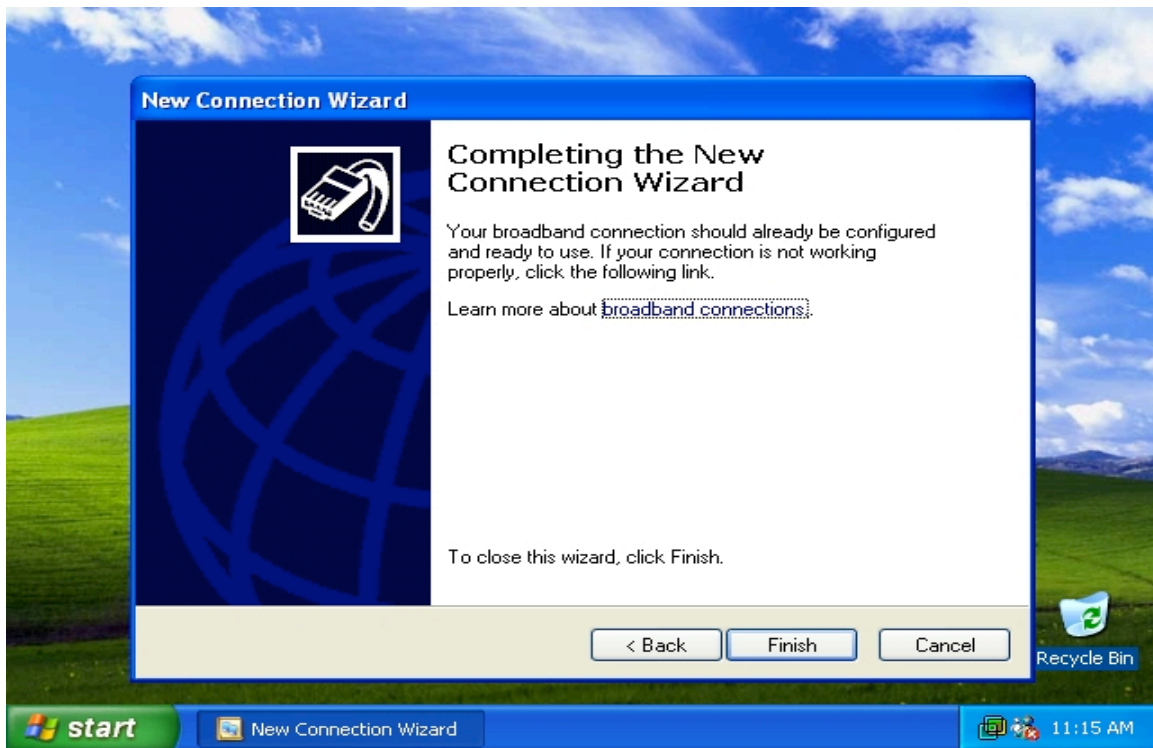 New Connection Wizard
Completing the New
Connection Wizard
Your broadband connection should already be configured
and ready to use. If your connection is not working
properly, click the following link.
Learn more about broadband connections.
To close this wizard, click Finish.
< Back
Finish
Cancel
Recycle Bin
start
New Connection Wizard
11:15 AM